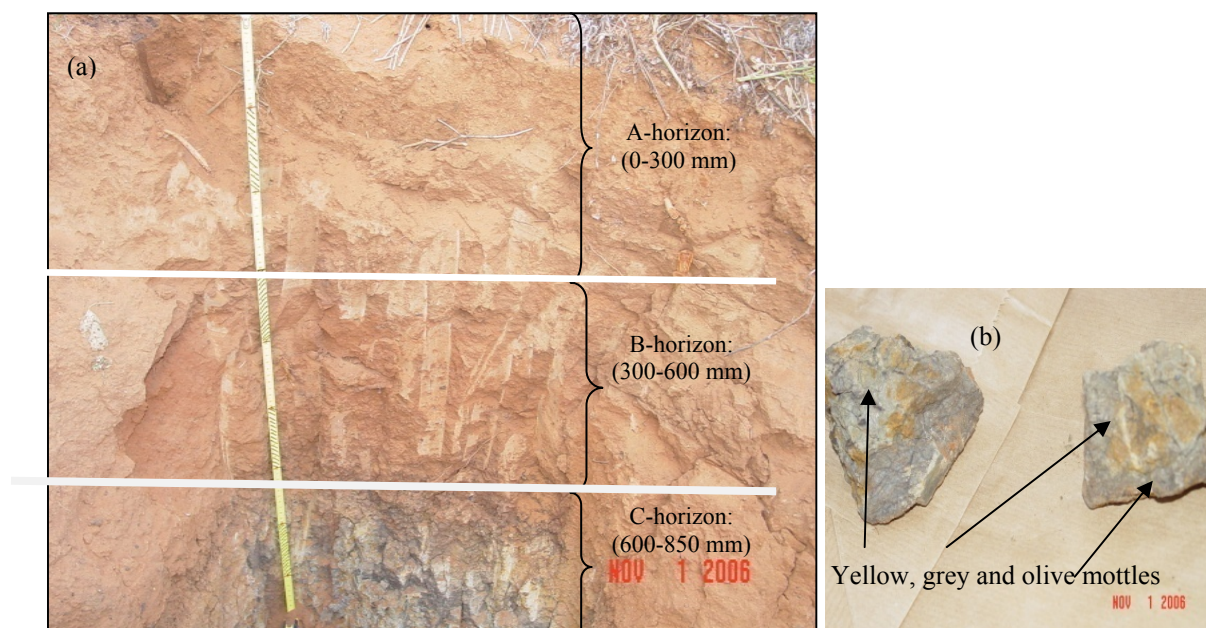 (a)
A-horizon:
(0-300 mm)
B-horizon:
(300-600 mm)
C-horizon:
(600-850 mm)
NOV 1 2006
(b)
Yellow, grey and olive mottles
NOV 1 2006